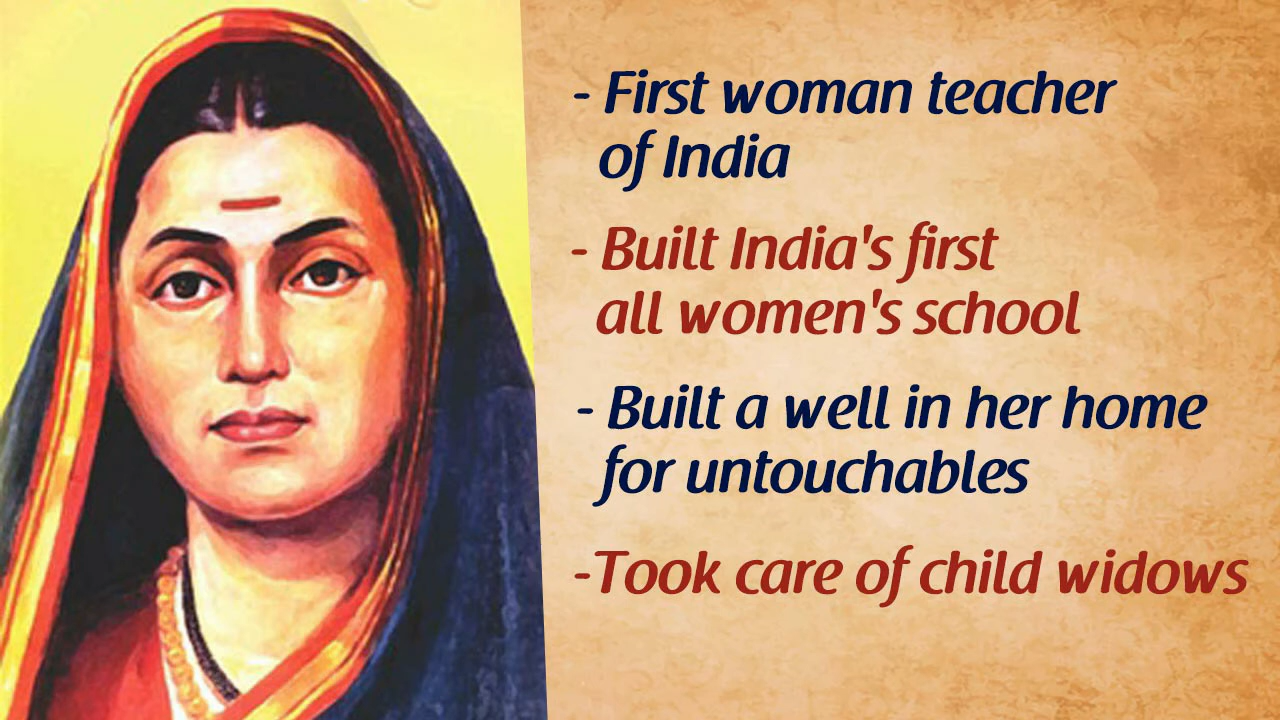 - First woman teacher
of India
- Built India's first
all women's school
- Built a well in her home
for untouchables
-Took care of child widows